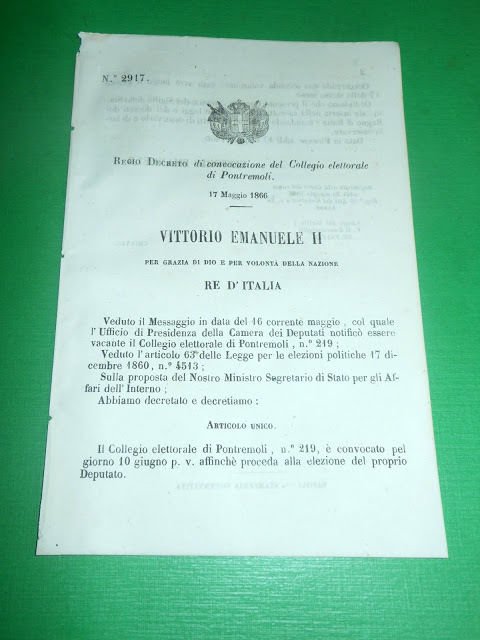 N.° 2917.
REGIO DECRETO di convocazione del Collegio elettorale
di Pontremoli.
17 Maggio 1866
VITTORIO EMANUELE II
PER GRAZIA DI DIO E PER VOLONTÀ DELLA NAZIONE
RE D'ITALIA
Veduto il Messaggio in data del 16 corrente maggio, col quale
l'Ufficio di Presidenza della Camera dei Deputati notificò essere
vacante il Collegio elettorale di Pontremoli, n.° 219;
Veduto l'articolo 63 delle Legge per le elezioni politiche 17 di-
cembre 1860, n.° 4513;
Sulla proposta del Nostro Ministro Segretario di Stato per gli Af-
fari dell'Interno;
Abbiamo decretato e decretiamo:
ARTICOLO UNICO.
Il Collegio elettorale di Pontremoli, n.° 219, è convocato pel
giorno 10 giugno p. v. affinchè proceda alla elezione del proprio
Deputato.